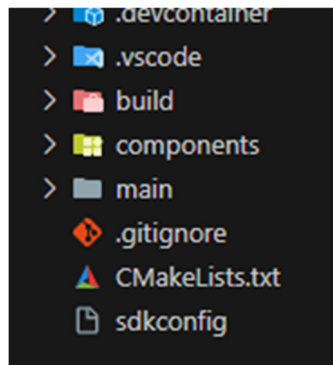 .devcontainer
.vscode
build
components
main
.gitignore
CMakeLists.txt
sdkconfig